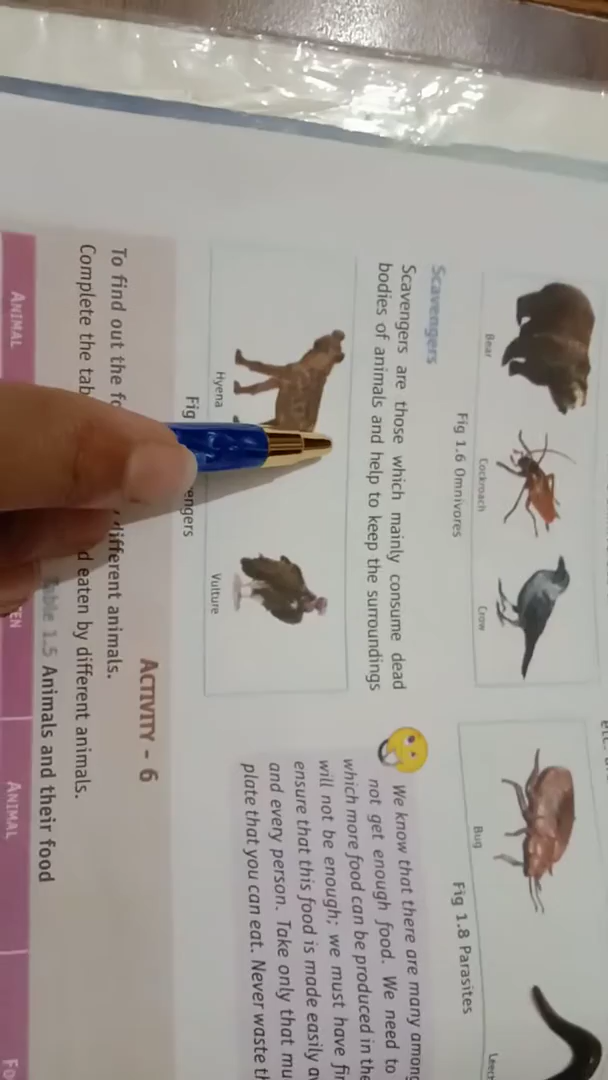 Bear
Cockroach
Crow
Fig 1.6 Omnivores
Scavengers
Scavengers are those which mainly consume dead
bodies of animals and help to keep the surroundings
Hyena
Vulture
Fig
engers
Bug
Leech
Fig 1.8 Parasites
We know that there are many among
not get enough food. We need to
which more food can be produced in the
will not be enough; we must have
ensure that this food is made easily
and every person. Take only that
plate that you can eat. Never waste
ACTIVITY – 6
To find out the different animals.
Complete the eaten by different animals.
1.5 Animals and their food
ANIMAL
ANIMAL